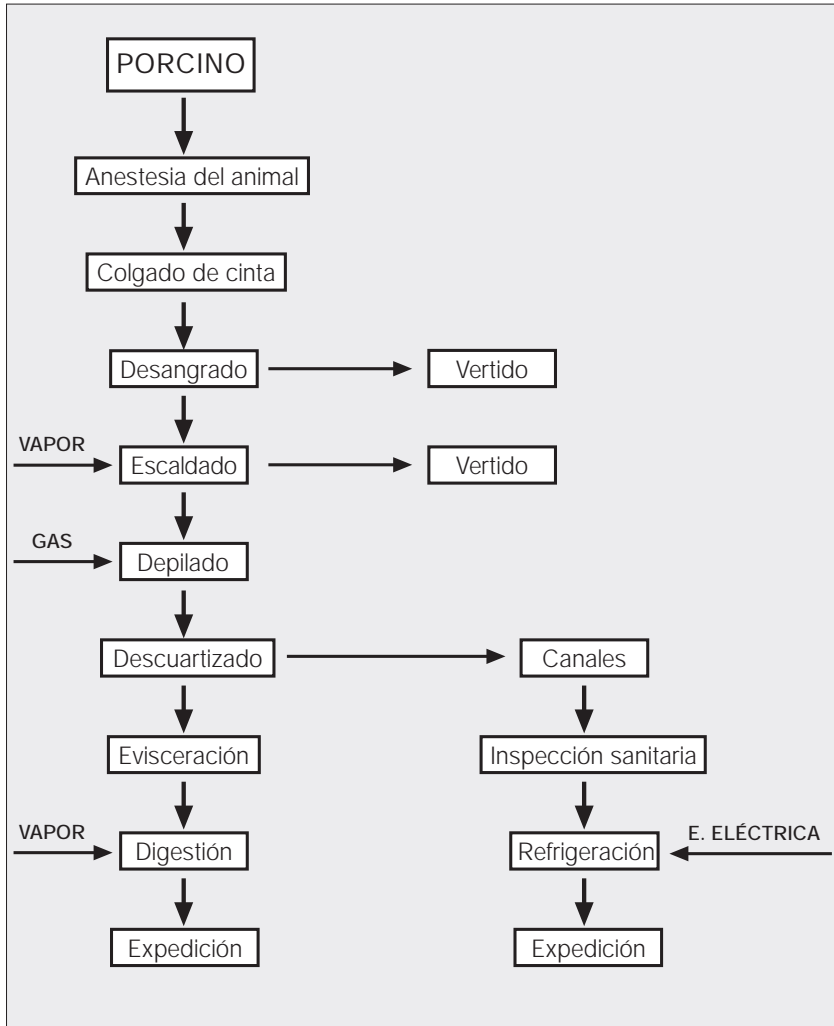 PORCINO
Anestesia del animal
Colgado de cinta
Desangrado
Vertido
VAPOR
Escaldado
Vertido
GAS
Depilado
Descuartizado
Canales
Evisceración
Inspección sanitaria
VAPOR
Digestión
Refrigeración
E. ELÉCTRICA
Expedición
Expedición